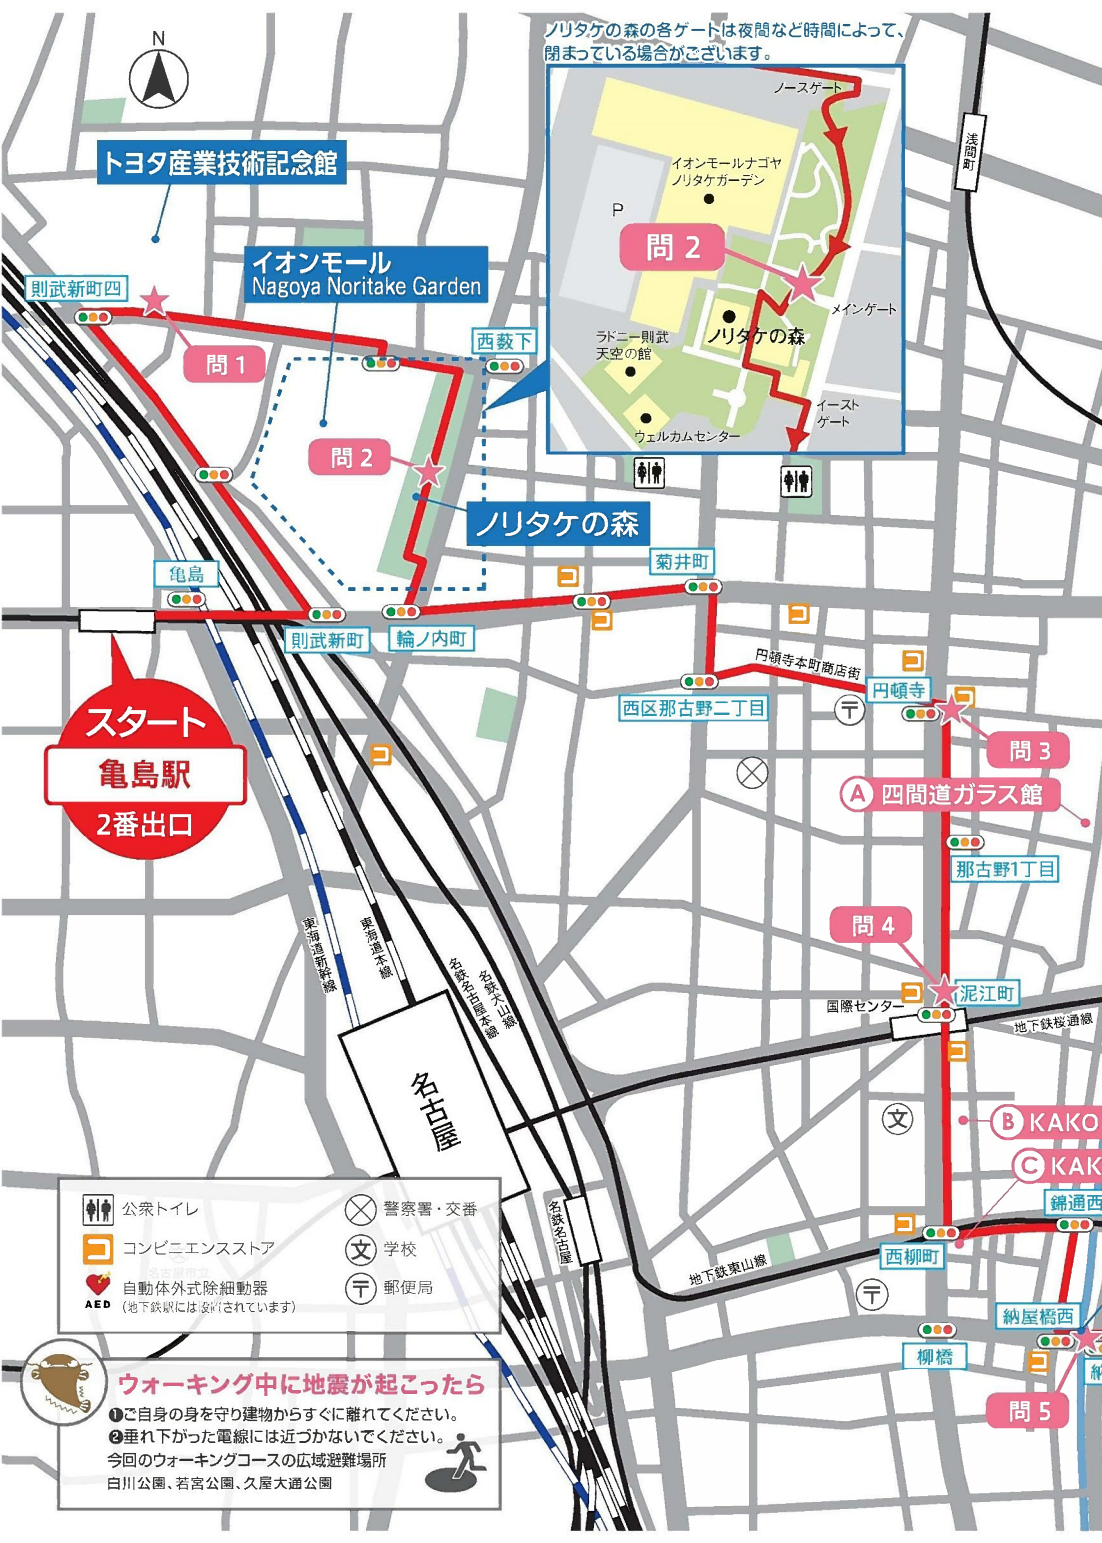 ノリタケの森の各ゲートは夜間など時間によって、
閉まっている場合がございます。
N
ノースゲート
浅間町
トヨタ産業技術記念館
イオンモールナゴヤ
ノリタケガーデン
P
問 2
イオンモール
Nagoya Noritake Garden
則武新町四
メインゲート
ノリタケの森
ラドニー則武
天空の館
西薮下
問 1
イースト
ゲート
ウェルカムセンター
問 2
ノリタケの森
菊井町
亀島
則武新町
輪ノ内町
円頓寺本町商店街
円頓寺
西区那古野二丁目
スタート
亀島駅
2番出口
問 3
A 四間道ガラス館
那古野1丁目
問 4
東海道新幹線
東海道本線
名鉄名古屋本線
名鉄犬山線
国際センター
泥江町
地下鉄桜通線
名古屋
文
B KAKO
C KAK
錦通西
公衆トイレ
警察署・交番
コンビニエンスストア
文 学校
自動体外式除細動器
AED
郵便局
名鉄名古屋
地下鉄東山線
西柳町
納屋橋西
柳橋
納
問 5
ウォーキング中に地震が起こったら
❶ご自身の身を守り建物からすぐに離れてください。
❷垂れ下がった電線には近づかないでください。
今回のウォーキングコースの広域避難場所
白川公園、若宮公園、久屋大通公園